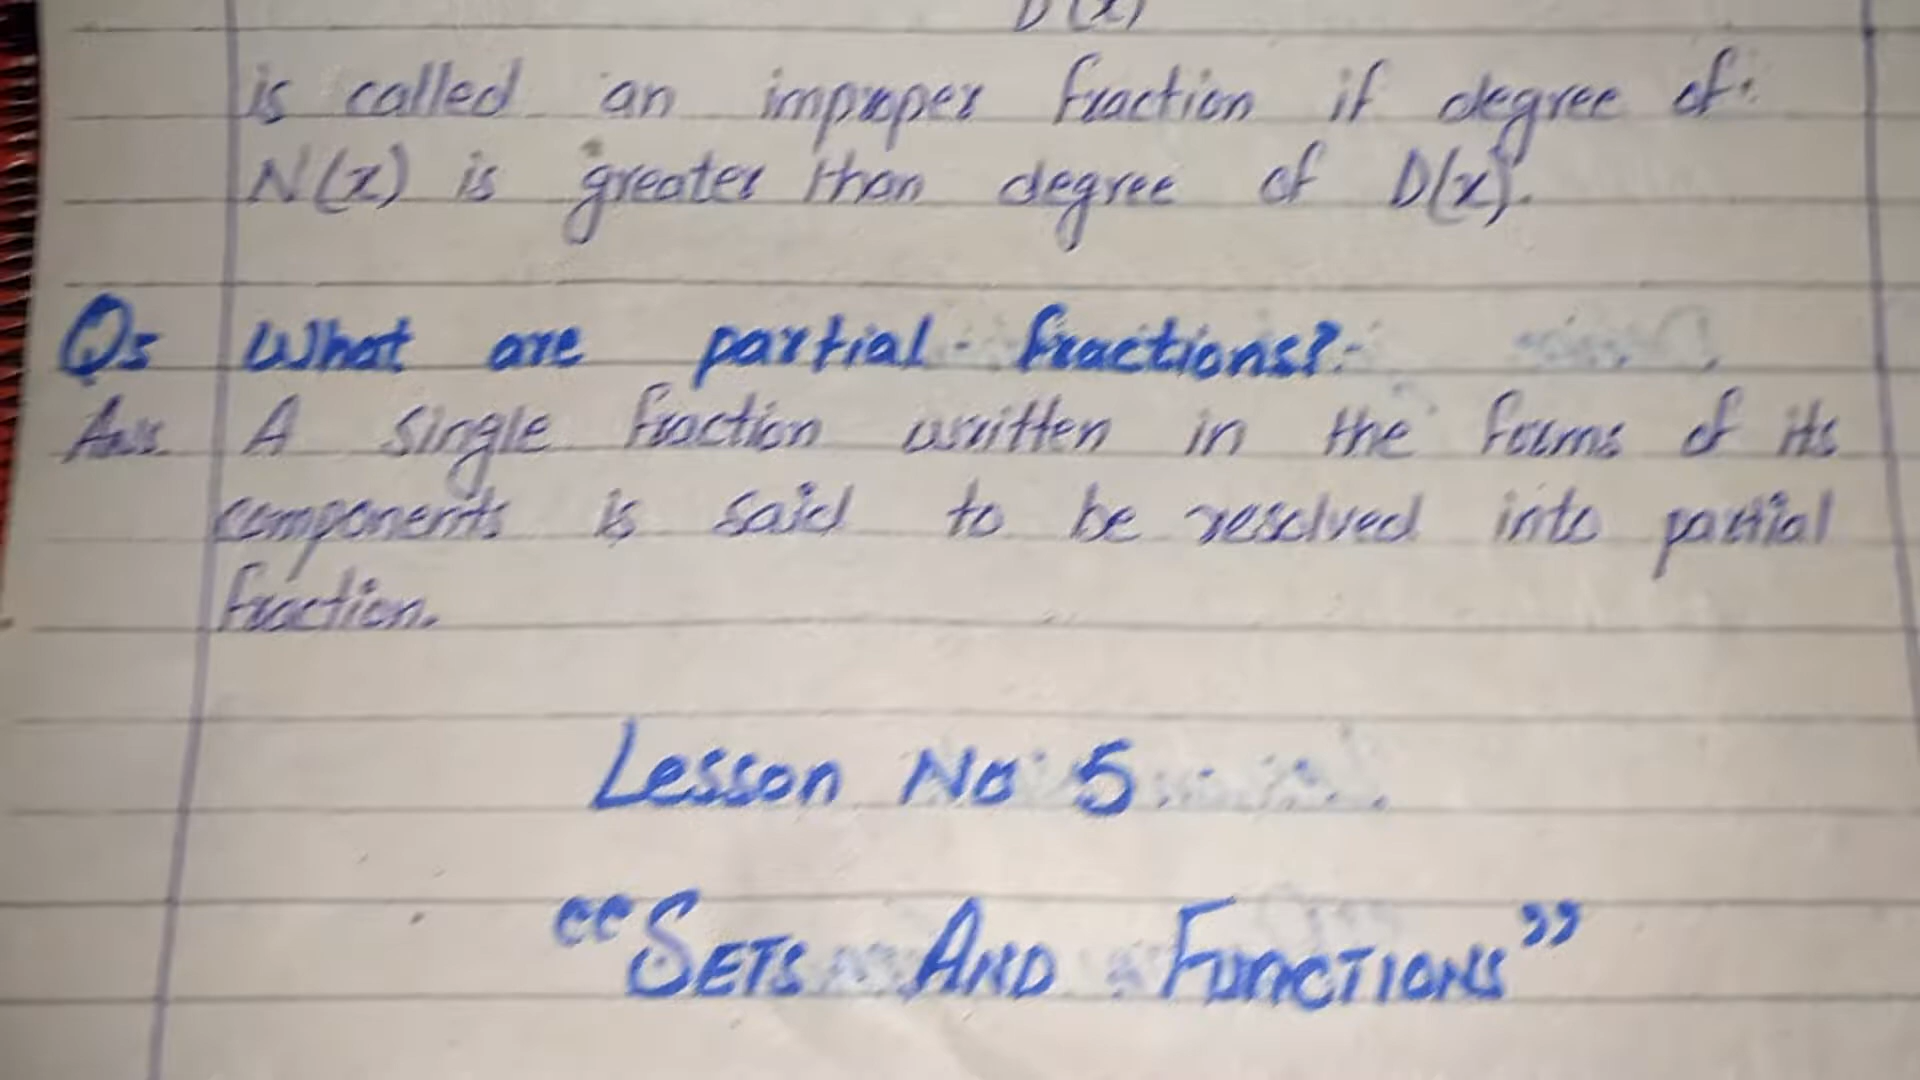 D(x)
is called an improper fraction if degree of
N(x) is greater than degree of D(x).
Q5 What are partial fractions?:-
Ans. A single fraction written in the forms of its
components is said to be resolved into partial
fraction.
Lesson No 5
“SETS AND FUNCTIONS”